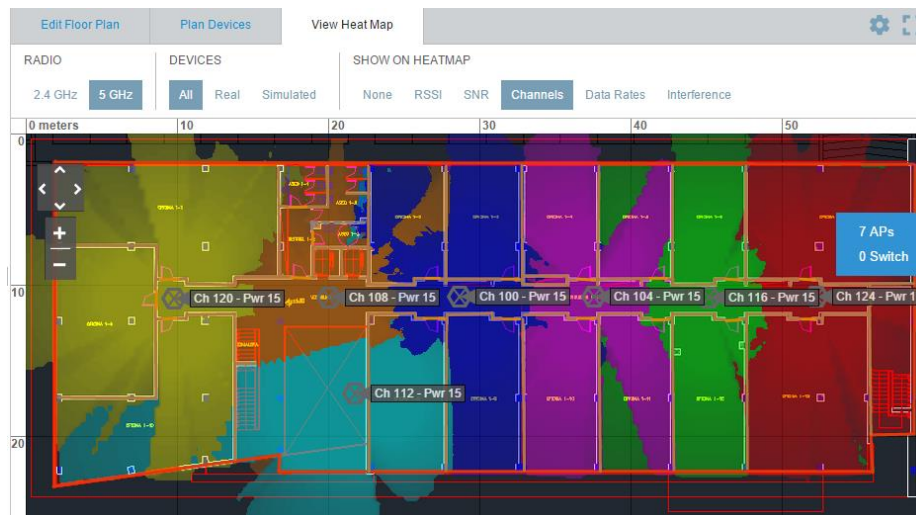 Edit Floor Plan
Plan Devices
View Heat Map
RADIO
DEVICES
SHOW ON HEATMAP
2.4 GHz
5 GHz
All
Real
Simulated
None
RSSI
SNR
Channels
Data Rates
Interference
0 meters
10
20
30
40
50
0
10
20
+
−
7 APs
0 Switch
Ch 120 - Pwr 15
Ch 108 - Pwr 15
Ch 100 - Pwr 15
Ch 104 - Pwr 15
Ch 116 - Pwr 15
Ch 124 - Pwr 1
Ch 112 - Pwr 15